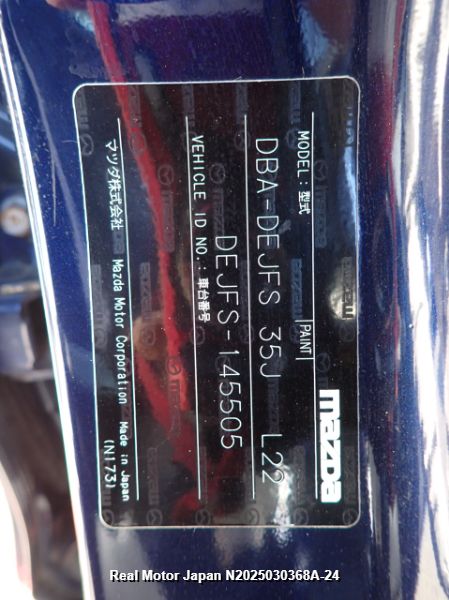 mazda
MODEL:型式
PAINT
DBA-DEJFS 35J L22
VEHICLE ID NO.:車台番号
DEJFS-145505
マツダ株式会社 Mazda Motor Corporation Made in Japan
(N173)
Real Motor Japan N2025030368A-24